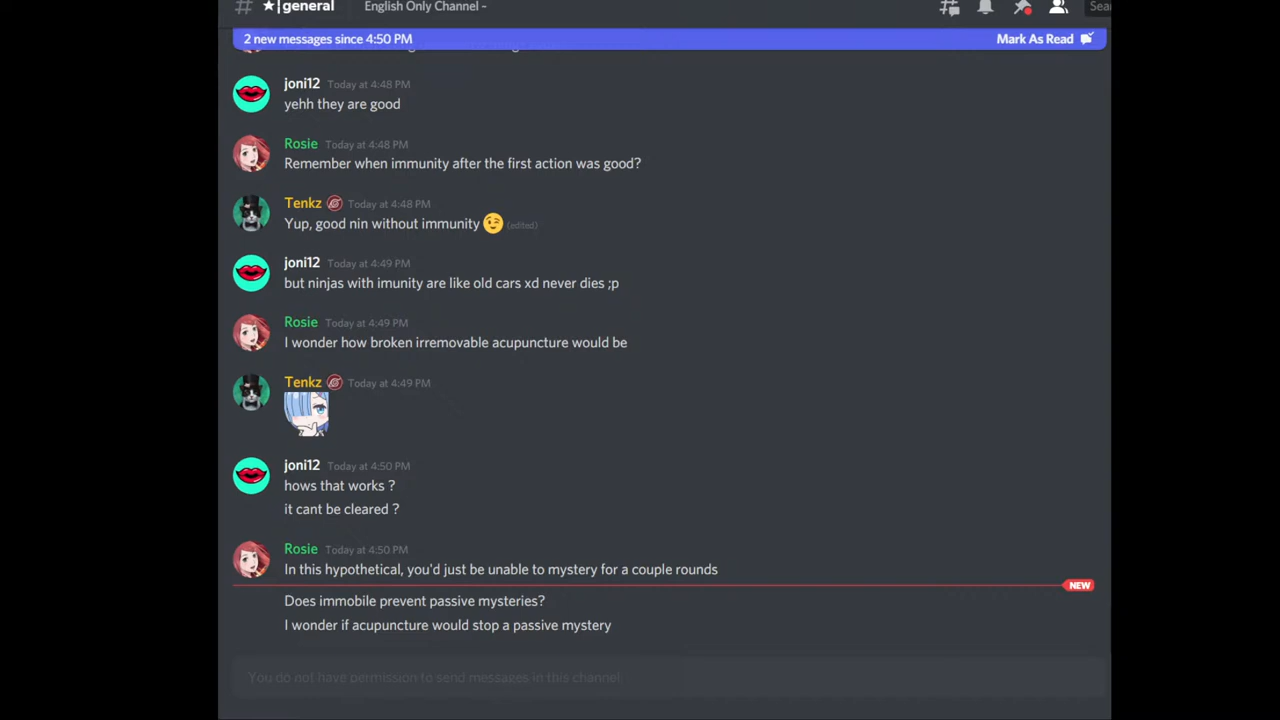 ★|general
English Only Channel -
Sea
2 new messages since 4:50 PM
Mark As Read
joni12 Today at 4:48 PM
yehh they are good
Rosie Today at 4:48 PM
Remember when immunity after the first action was good?
Tenkz Today at 4:48 PM
Yup, good nin without immunity 😉 (edited)
joni12 Today at 4:49 PM
but ninjas with imunity are like old cars xd never dies ;p
Rosie Today at 4:49 PM
I wonder how broken irremovable acupuncture would be
Tenkz Today at 4:49 PM
joni12 Today at 4:50 PM
hows that works ?
it cant be cleared ?
Rosie Today at 4:50 PM
In this hypothetical, you'd just be unable to mystery for a couple rounds
NEW
Does immobile prevent passive mysteries?
I wonder if acupuncture would stop a passive mystery
You do not have permission to send messages in this channel